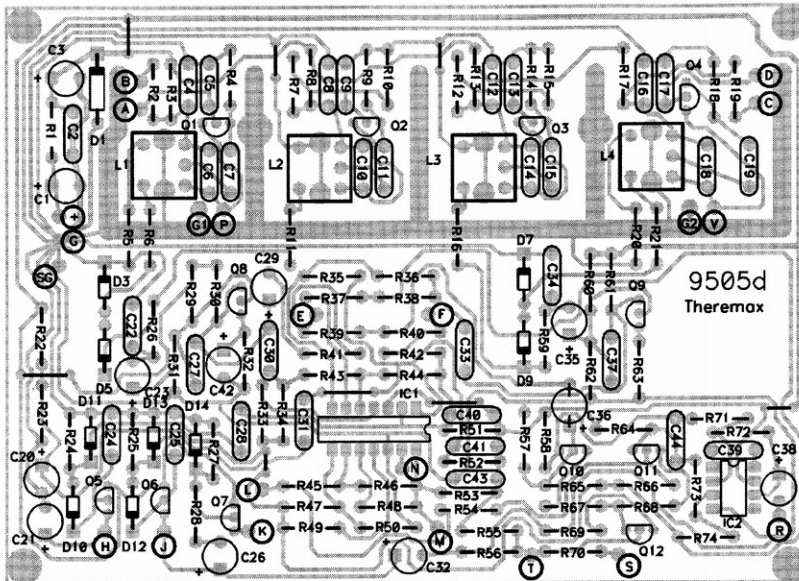 C3
D1
B
A
R2
R3
C4
C5
R4
Q1
L1
C6
C7
R1
C2
C1
+
G
SG
R5
R6
G1
P
R7
R8
C8
C9
R9
R10
Q2
L2
C10
C11
R11
R12
R13
C12
C13
R14
R15
Q3
L3
C14
C15
R16
R17
C16
C17
Q4
R18
R19
D
C
L4
C18
C19
G2
V
R20
R21
D3
C22
R26
D5
C23
R22
R29
R30
Q8
C29
R31
C27
C42
R32
C30
E
R35
R36
R37
R38
F
R39
R40
R41
R42
R43
R44
C33
D7
C34
R59
D9
C35
R60
R61
Q9
C37
R62
R63
C36
9505d
Theremax
R23
D11
R24
C24
R25
D13
C25
D14
R27
C28
R33
R34
C31
IC1
C40
R51
C41
R52
C43
R53
R54
R57
R58
R64
C44
R71
R72
C39
C38
C20
C21
D10
Q5
H
D12
Q6
J
R28
Q7
C26
L
K
R45
R46
R47
R48
R49
R50
N
M
C32
R55
R56
T
Q10
Q11
R65
R66
R67
R68
R69
R70
Q12
S
R73
R74
IC2
R